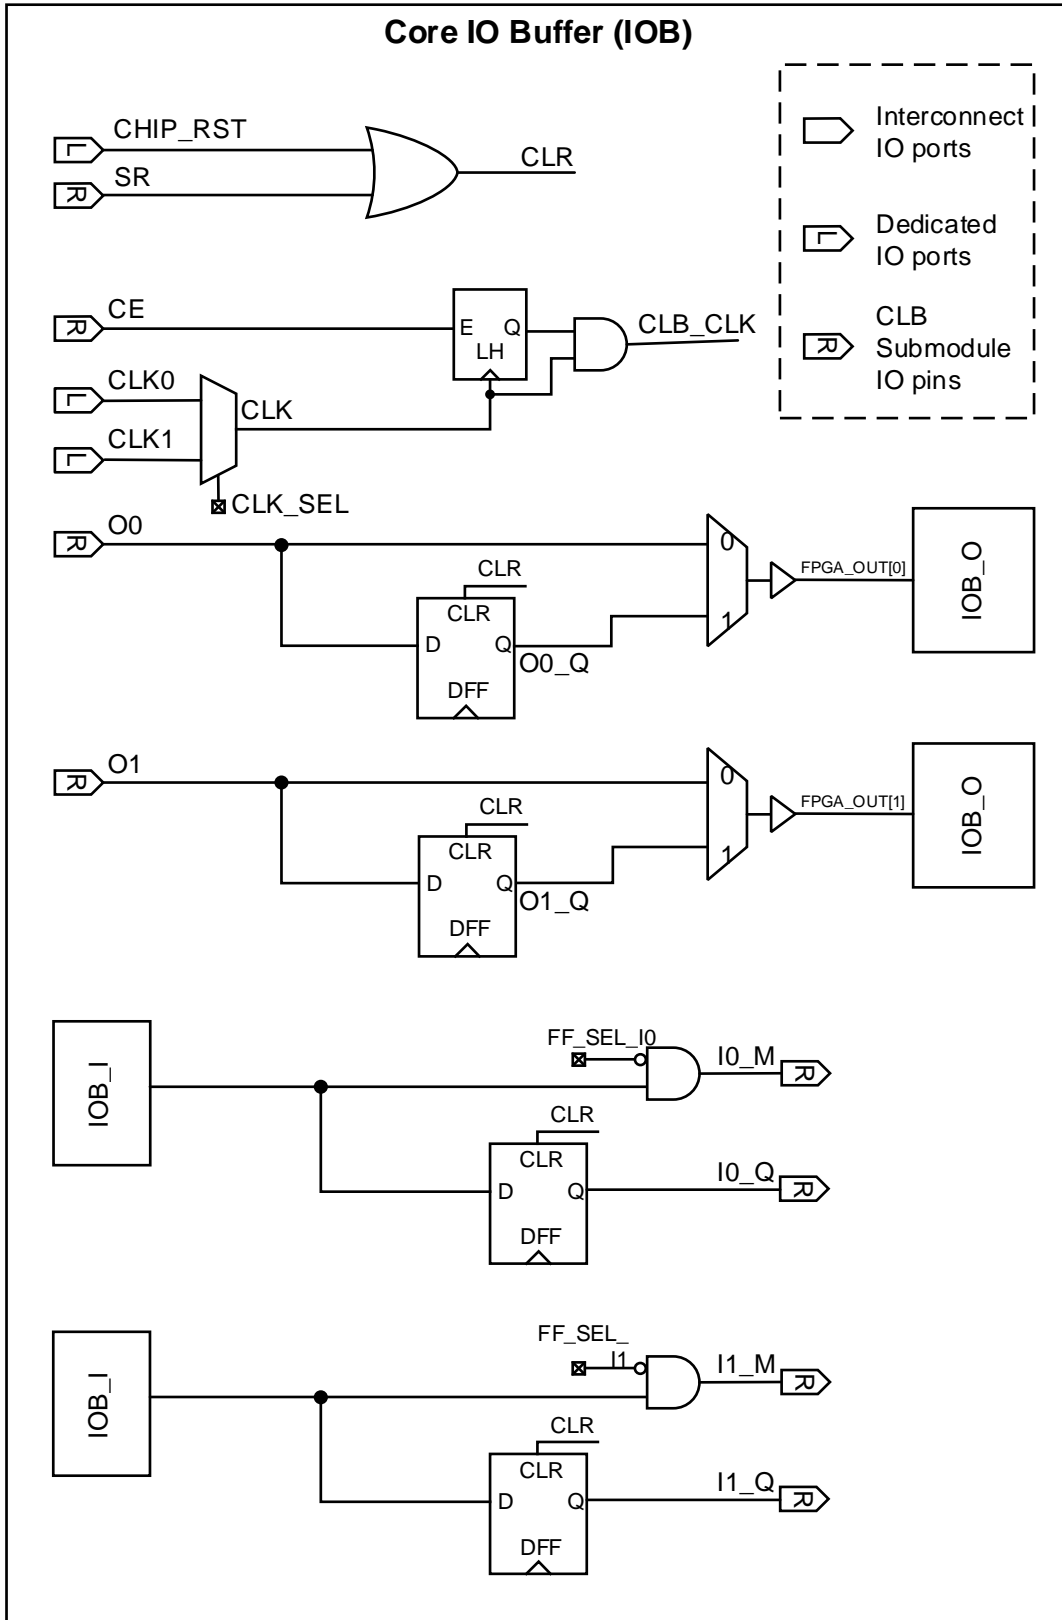 Core IO Buffer (IOB)
Interconnect
IO ports
L
Dedicated
IO ports
R
CLB
Submodule
IO pins
L
CHIP_RST
R
SR
CLR
R
CE
E
Q
LH
CLB_CLK
L
CLK0
L
CLK1
CLK
CLK_SEL
R
O0
CLR
CLR
D
Q
DFF
O0_Q
0
1
FPGA_OUT[0]
IOB_O
R
O1
CLR
CLR
D
Q
DFF
O1_Q
0
1
FPGA_OUT[1]
IOB_O
IOB_I
FF_SEL_I0
I0_M
R
CLR
CLR
D
Q
DFF
I0_Q
R
IOB_I
FF_SEL_
I1
I1_M
R
CLR
CLR
D
Q
DFF
I1_Q
R